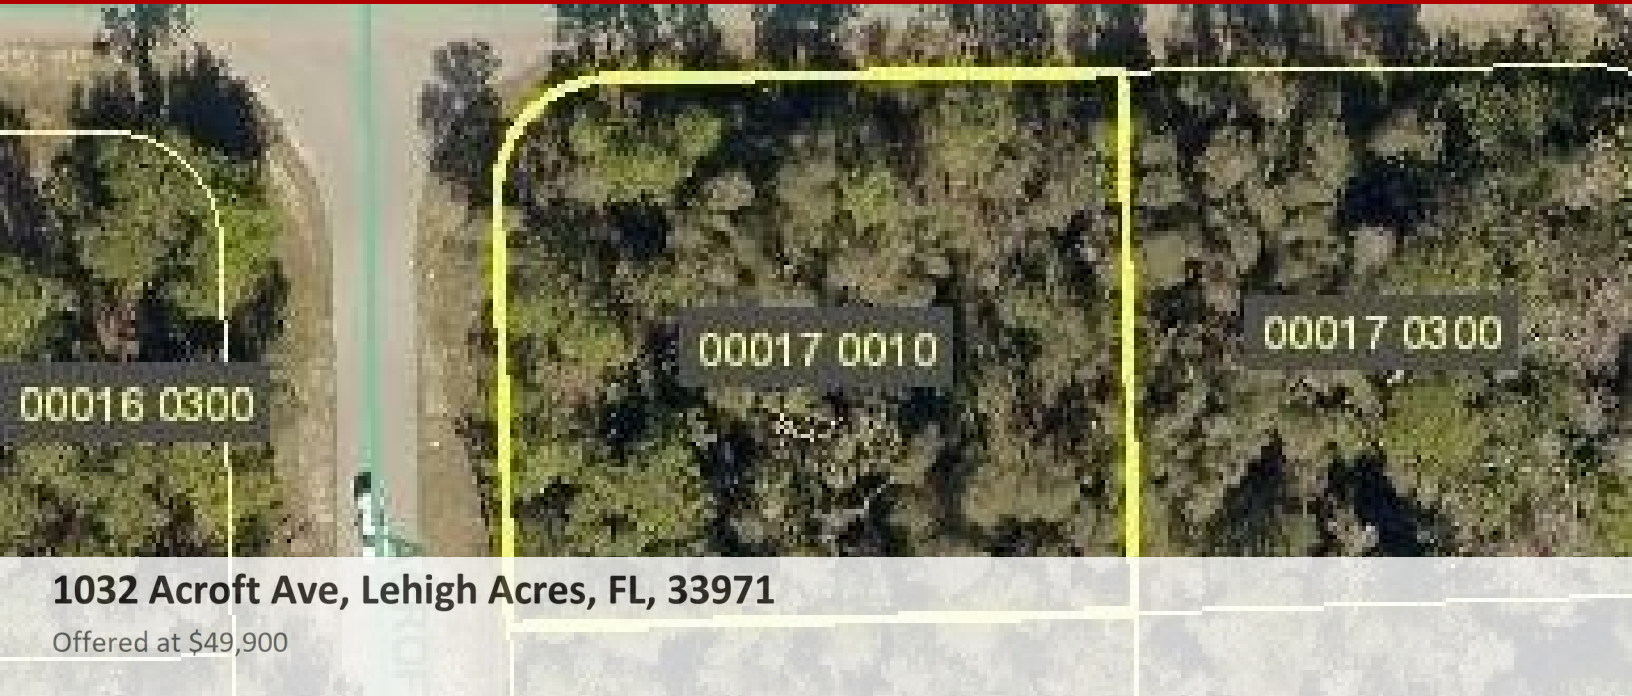 00017 0010
00017 0300
00016 0300
1032 Acroft Ave, Lehigh Acres, FL, 33971
Offered at $49,900